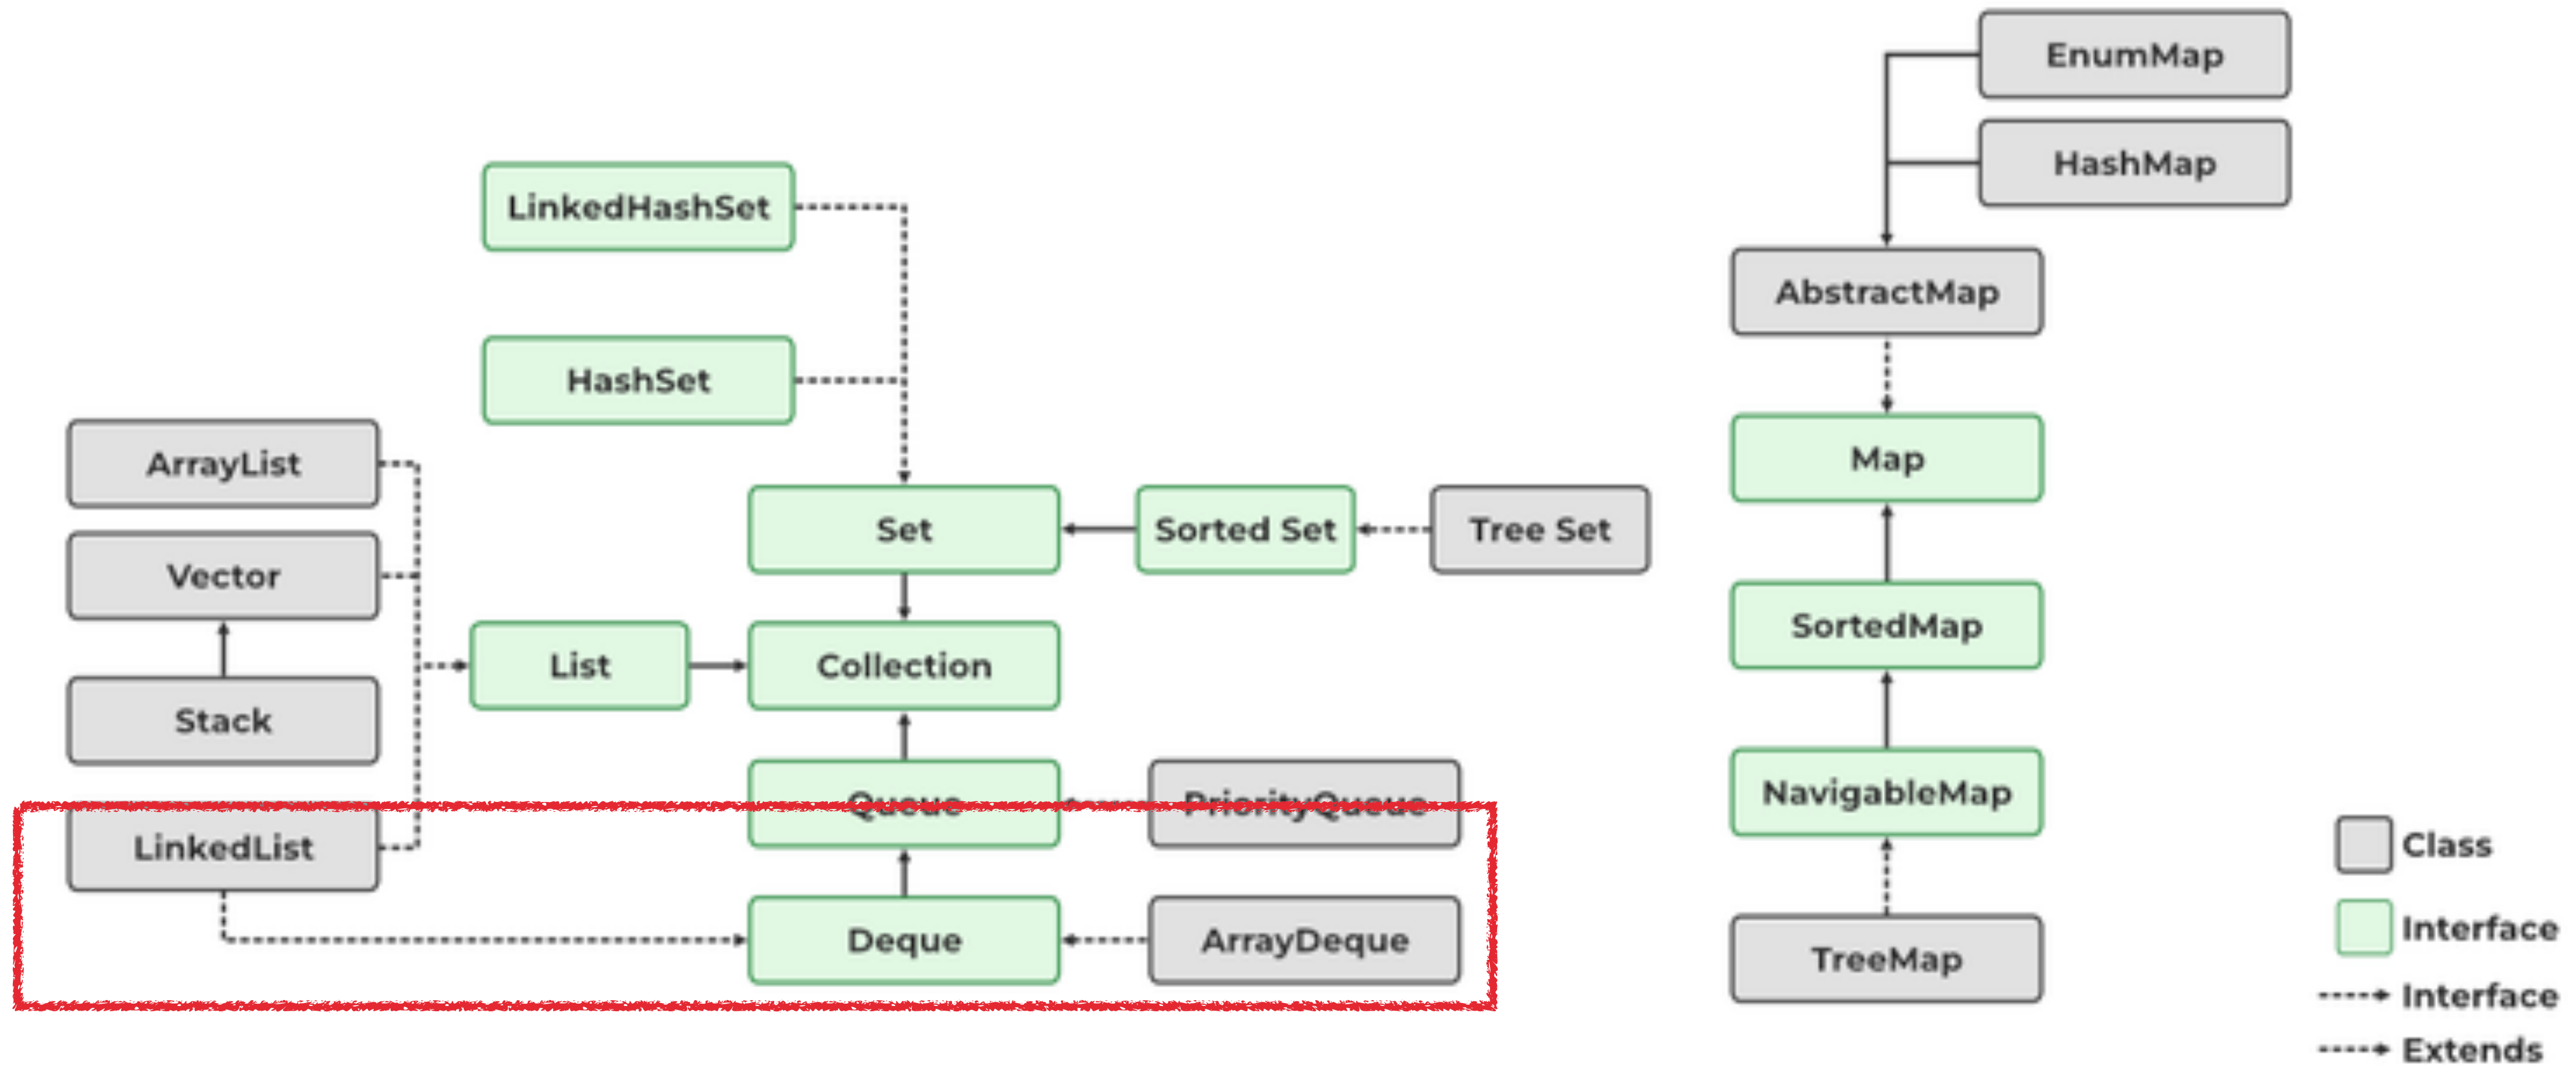 EnumMap
HashMap
LinkedHashSet
AbstractMap
HashSet
ArrayList
Map
Set
Sorted Set
Tree Set
Vector
SortedMap
List
Collection
Stack
Queue
PriorityQueue
NavigableMap
LinkedList
Class
Deque
ArrayDeque
Interface
TreeMap
Interface
Extends